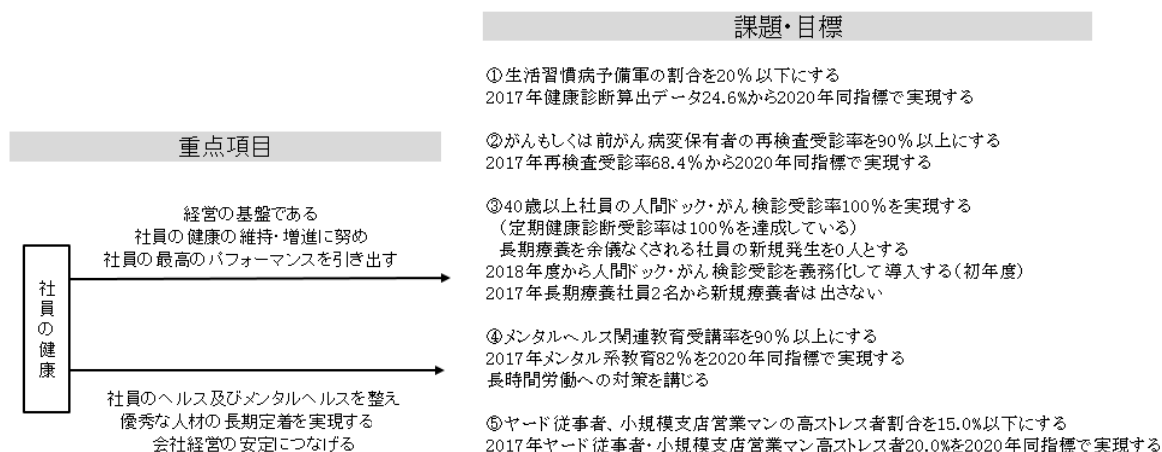 重点項目
経営の基盤である
社員の健康の維持・増進に努め
社員の最高のパフォーマンスを引き出す
社員の健康
社員のヘルス及びメンタルヘルスを整え
優秀な人材の長期定着を実現する
会社経営の安定につなげる
課題・目標
①生活習慣病予備軍の割合を20%以下にする
2017年健康診断算出データ24.6%から2020年同指標で実現する
②がんもしくは前がん病変保有者の再検査受診率を90%以上にする
2017年再検査受診率68.4%から2020年同指標で実現する
③40歳以上社員の人間ドック・がん検診受診率100%を実現する
（定期健康診断受診率は100%を達成している）
長期療養を余儀なくされる社員の新規発生を0人とする
2018年度から人間ドック・がん検診受診を義務化して導入する（初年度）
2017年長期療養社員2名から新規療養者は出さない
④メンタルヘルス関連教育受講率を90%以上にする
2017年メンタル系教育82%を2020年同指標で実現する
長時間労働への対策を講じる
⑤ヤード従事者、小規模支店営業マンの高ストレス者割合を15.0%以下にする
2017年ヤード従事者・小規模支店営業マン高ストレス者20.0%を2020年同指標で実現する